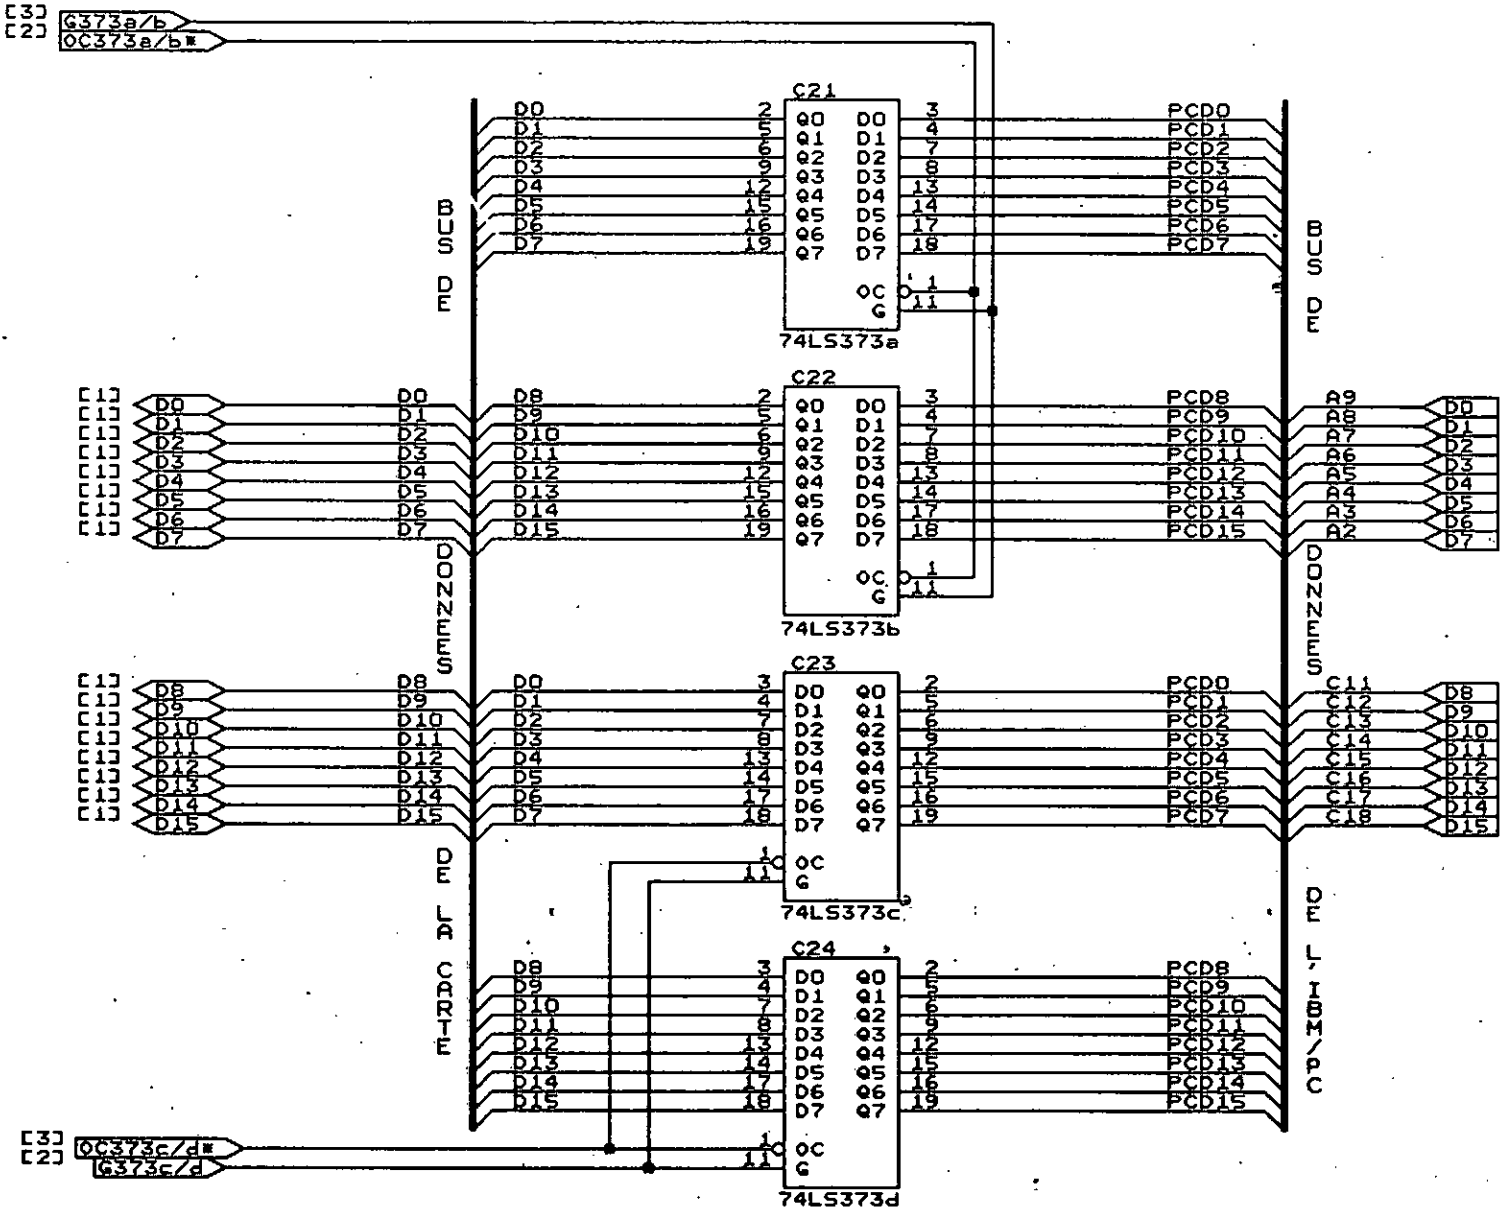 [3] G373a/b
[2] OC373a/b*
C21
D0 2 Q0 D0 3 PCD0
D1 5 Q1 D1 4 PCD1
D2 6 Q2 D2 7 PCD2
D3 9 Q3 D3 8 PCD3
D4 12 Q4 D4 13 PCD4
D5 15 Q5 D5 14 PCD5
D6 16 Q6 D6 17 PCD6
D7 19 Q7 D7 18 PCD7
OC 1
G 11
74LS373a
C22
[1] D0 D0 D8 2 Q0 D0 3 PCD8 A9 D0
[1] D1 D1 D9 5 Q1 D1 4 PCD9 A8 D1
[1] D2 D2 D10 6 Q2 D2 7 PCD10 A7 D2
[1] D3 D3 D11 9 Q3 D3 8 PCD11 A6 D3
[1] D4 D4 D12 12 Q4 D4 13 PCD12 A5 D4
[1] D5 D5 D13 15 Q5 D5 14 PCD13 A4 D5
[1] D6 D6 D14 16 Q6 D6 17 PCD14 A3 D6
[1] D7 D7 D15 19 Q7 D7 18 PCD15 A2 D7
OC 1
G 11
74LS373b
C23
[1] D8 D8 D0 3 D0 Q0 2 PCD0 C11 D8
[1] D9 D9 D1 4 D1 Q1 5 PCD1 C12 D9
[1] D10 D10 D2 7 D2 Q2 6 PCD2 C13 D10
[1] D11 D11 D3 8 D3 Q3 9 PCD3 C14 D11
[1] D12 D12 D4 13 D4 Q4 12 PCD4 C15 D12
[1] D13 D13 D5 14 D5 Q5 15 PCD5 C16 D13
[1] D14 D14 D6 17 D6 Q6 16 PCD6 C17 D14
[1] D15 D15 D7 18 D7 Q7 19 PCD7 C18 D15
1 OC
11 G
74LS373c
C24
D8 3 D0 Q0 2 PCD8
D9 4 D1 Q1 5 PCD9
D10 7 D2 Q2 6 PCD10
D11 8 D3 Q3 9 PCD11
D12 13 D4 Q4 12 PCD12
D13 14 D5 Q5 15 PCD13
D14 17 D6 Q6 16 PCD14
D15 18 D7 Q7 19 PCD15
[3] OC373c/d* 1 OC
[2] G373c/d 11 G
74LS373d
BUS DE DONNEES DE LA CARTE
BUS DE DONNEES DE L'IBM/PC